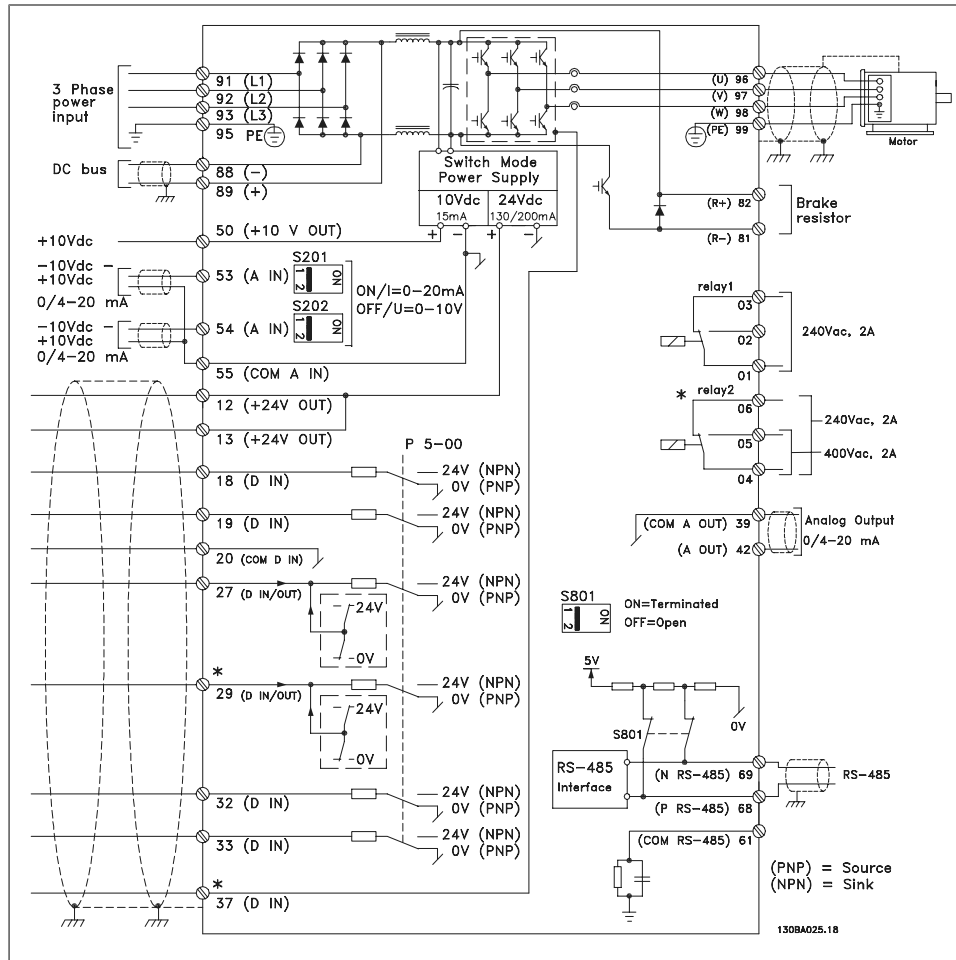 3 Phase
power
input
91 (L1)
92 (L2)
93 (L3)
95 PE
DC bus
88 (-)
89 (+)
Switch Mode
Power Supply
10Vdc
15mA
24Vdc
130/200mA
+ - + -
(U) 96
(V) 97
(W) 98
(PE) 99
Motor
(R+) 82
(R-) 81
Brake
resistor
+10Vdc
50 (+10 V OUT)
-10Vdc -
+10Vdc
0/4-20 mA
53 (A IN)
S201
1 2
ON
ON/I=0-20mA
OFF/U=0-10V
-10Vdc -
+10Vdc
0/4-20 mA
54 (A IN)
S202
1 2
ON
55 (COM A IN)
12 (+24V OUT)
13 (+24V OUT)
relay1
03
02
01
240Vac, 2A
* relay2
06
05
04
240Vac, 2A
400Vac, 2A
P 5-00
18 (D IN)
24V (NPN)
0V (PNP)
19 (D IN)
24V (NPN)
0V (PNP)
20 (COM D IN)
27 (D IN/OUT)
24V (NPN)
0V (PNP)
24V
0V
*
29 (D IN/OUT)
24V (NPN)
0V (PNP)
24V
0V
32 (D IN)
24V (NPN)
0V (PNP)
33 (D IN)
24V (NPN)
0V (PNP)
*
37 (D IN)
(COM A OUT) 39
(A OUT) 42
Analog Output
0/4-20 mA
S801
1 2
ON
ON=Terminated
OFF=Open
5V
S801
0V
RS-485
Interface
(N RS-485) 69
(P RS-485) 68
(COM RS-485) 61
RS-485
(PNP) = Source
(NPN) = Sink
130BA025.18